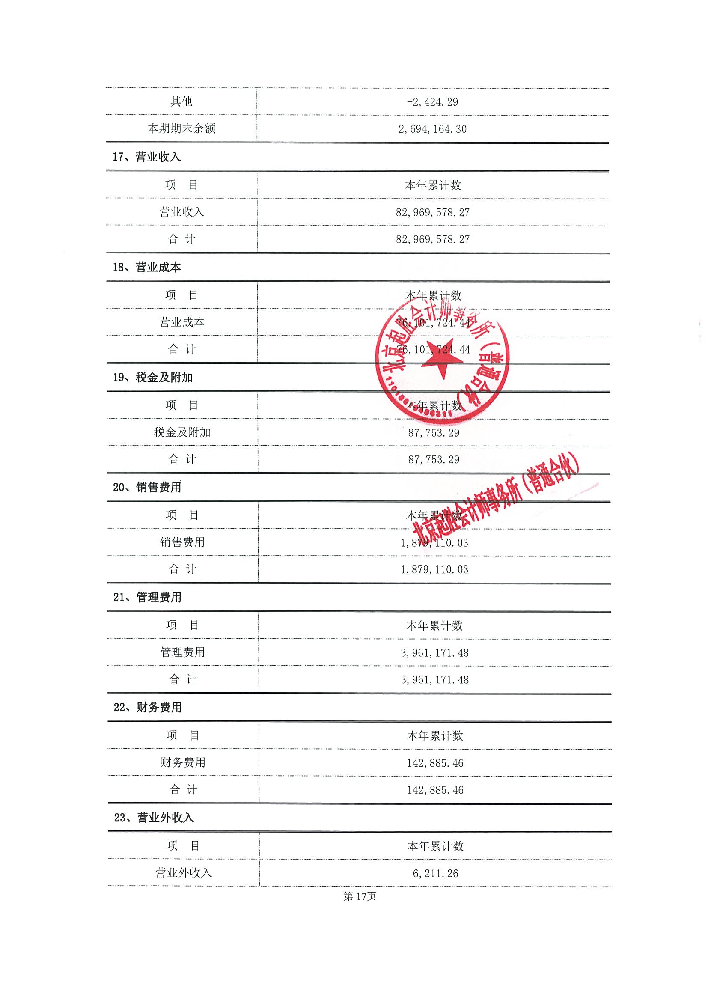 其他 -2,424.29
本期期末余额 2,694,164.30
17、营业收入
项 目 本年累计数
营业收入 82,969,578.27
合 计 82,969,578.27
18、营业成本
项 目 本年累计数
营业成本 76,101,724.44
合 计 76,101,724.44
北京起胜会计师事务所（普通合伙）
19、税金及附加
项 目 本年累计数
税金及附加 87,753.29
合 计 87,753.29
20、销售费用
北京起胜会计师事务所（普通合伙）
项 目 本年累计数
销售费用 1,879,110.03
合 计 1,879,110.03
21、管理费用
项 目 本年累计数
管理费用 3,961,171.48
合 计 3,961,171.48
22、财务费用
项 目 本年累计数
财务费用 142,885.46
合 计 142,885.46
23、营业外收入
项 目 本年累计数
营业外收入 6,211.26
第 17页